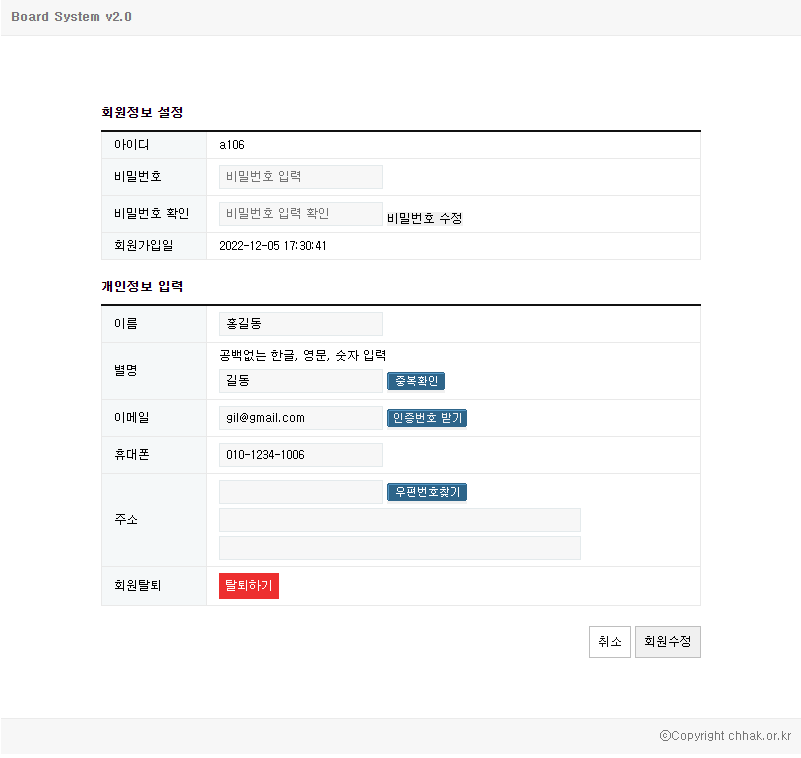 Board System v2.0
회원정보 설정
아이디 a106
비밀번호 비밀번호 입력
비밀번호 확인 비밀번호 입력 확인 비밀번호 수정
회원가입일 2022-12-05 17:30:41
개인정보 입력
이름 홍길동
별명 공백없는 한글, 영문, 숫자 입력
길동 중복확인
이메일 gil@gmail.com 인증번호 받기
휴대폰 010-1234-1006
주소 우편번호찾기
회원탈퇴 탈퇴하기
취소 회원수정
ⓒCopyright chhak.or.kr